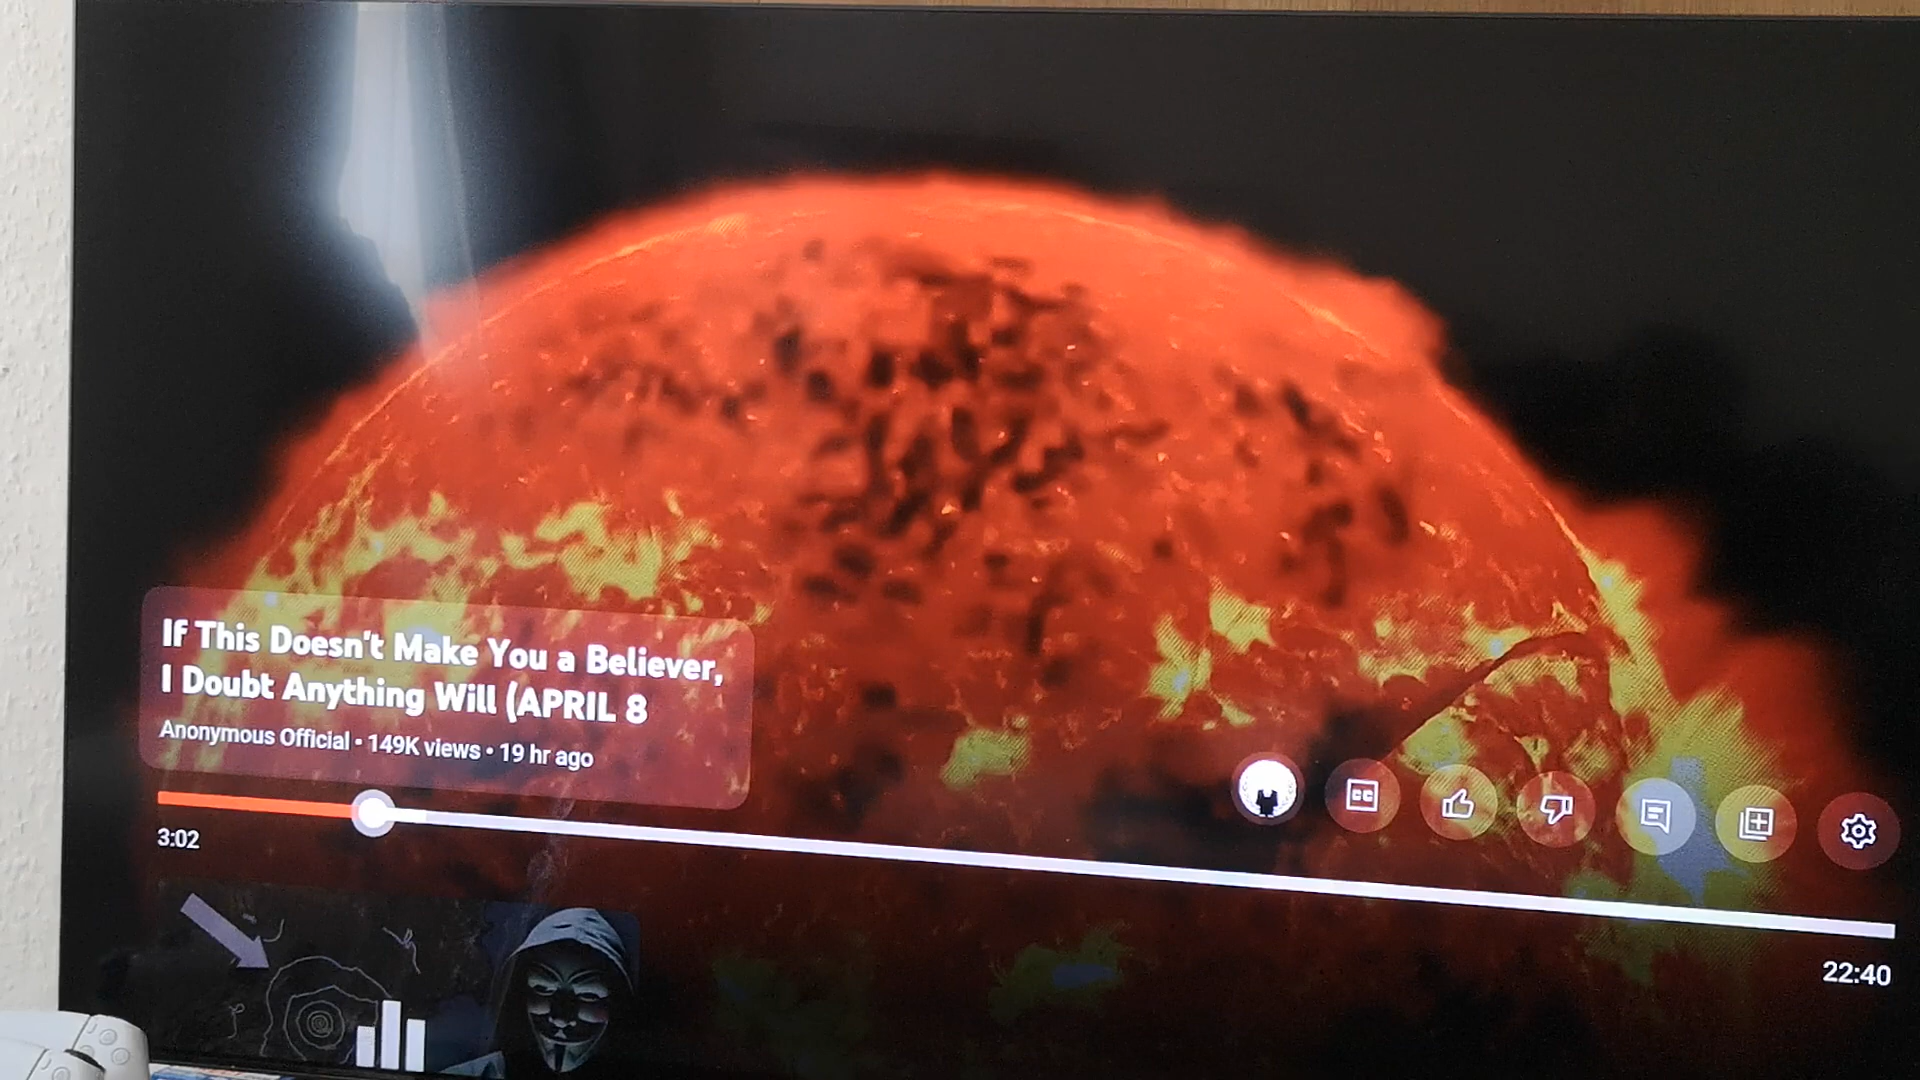 If This Doesn't Make You a Believer,
I Doubt Anything Will (APRIL 8
Anonymous Official • 149K views • 19 hr ago
CC
3:02
22:40